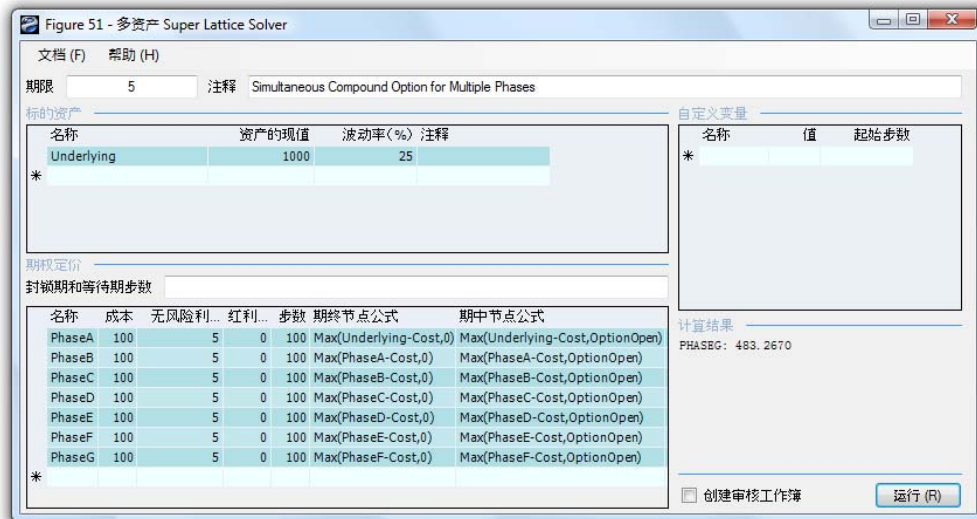 Figure 51 - 多资产 Super Lattice Solver
文档 (F) 帮助 (H)
期限 5 注释 Simultaneous Compound Option for Multiple Phases
标的资产
名称 资产的现值 波动率(%) 注释
Underlying 1000 25
*
自定义变量
名称 值 起始步数
*
期权定价
封锁期和等待期步数
名称 成本 无风险利... 红利... 步数 期终节点公式 期中节点公式
PhaseA 100 5 0 100 Max(Underlying-Cost,0) Max(Underlying-Cost,OptionOpen)
PhaseB 100 5 0 100 Max(PhaseA-Cost,0) Max(PhaseA-Cost,OptionOpen)
PhaseC 100 5 0 100 Max(PhaseB-Cost,0) Max(PhaseB-Cost,OptionOpen)
PhaseD 100 5 0 100 Max(PhaseC-Cost,0) Max(PhaseC-Cost,OptionOpen)
PhaseE 100 5 0 100 Max(PhaseD-Cost,0) Max(PhaseD-Cost,OptionOpen)
PhaseF 100 5 0 100 Max(PhaseE-Cost,0) Max(PhaseE-Cost,OptionOpen)
PhaseG 100 5 0 100 Max(PhaseF-Cost,0) Max(PhaseF-Cost,OptionOpen)
*
计算结果
PHASEG: 483.2670
创建审核工作簿 运行 (R)